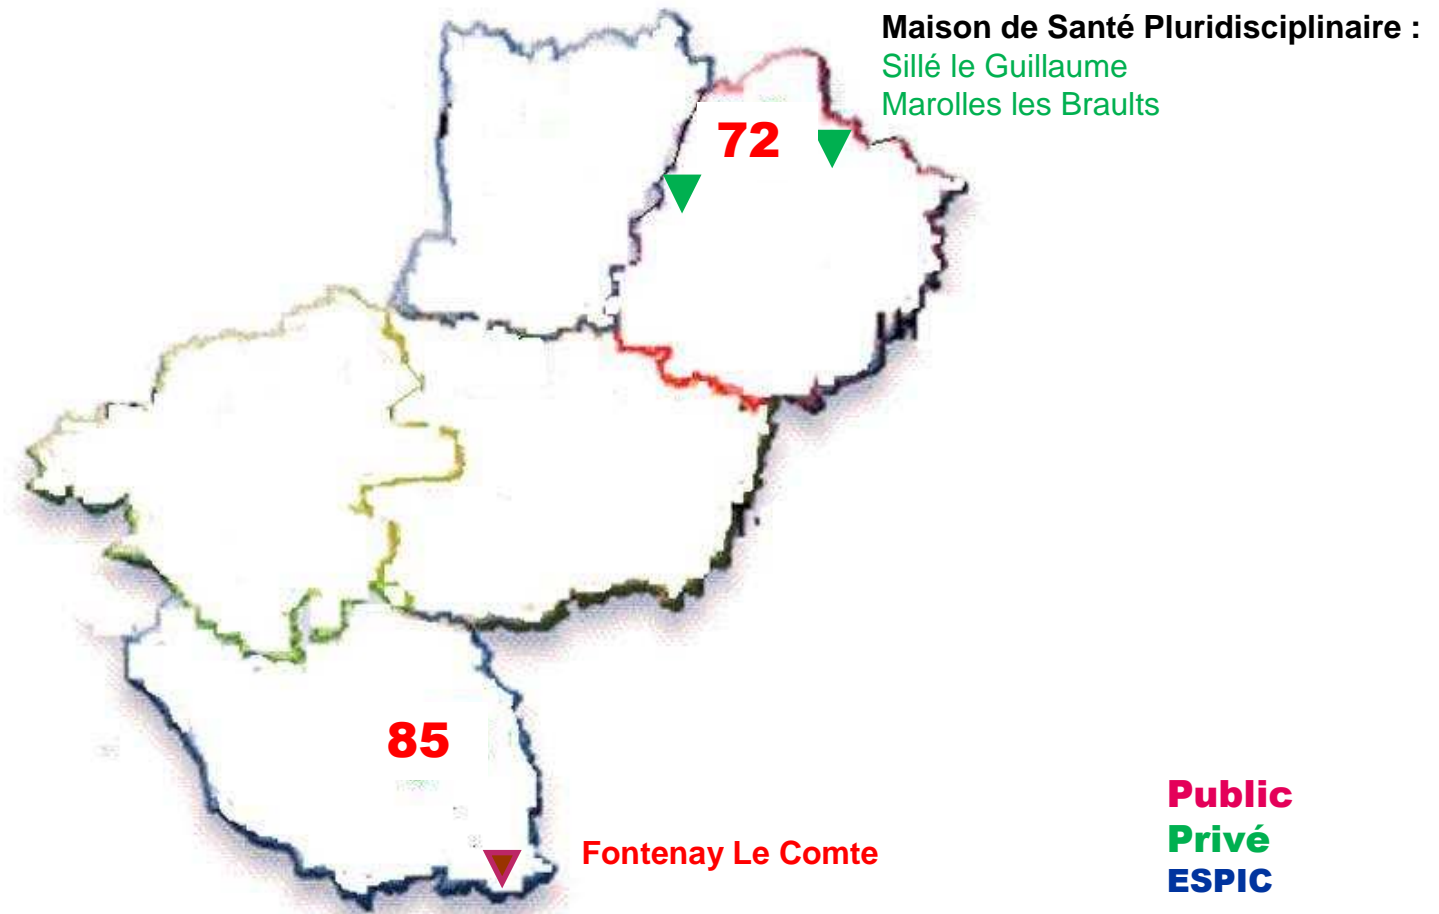 Maison de Santé Pluridisciplinaire :
Sillé le Guillaume
Marolles les Braults
72
85
Fontenay Le Comte
Public
Privé
ESPIC